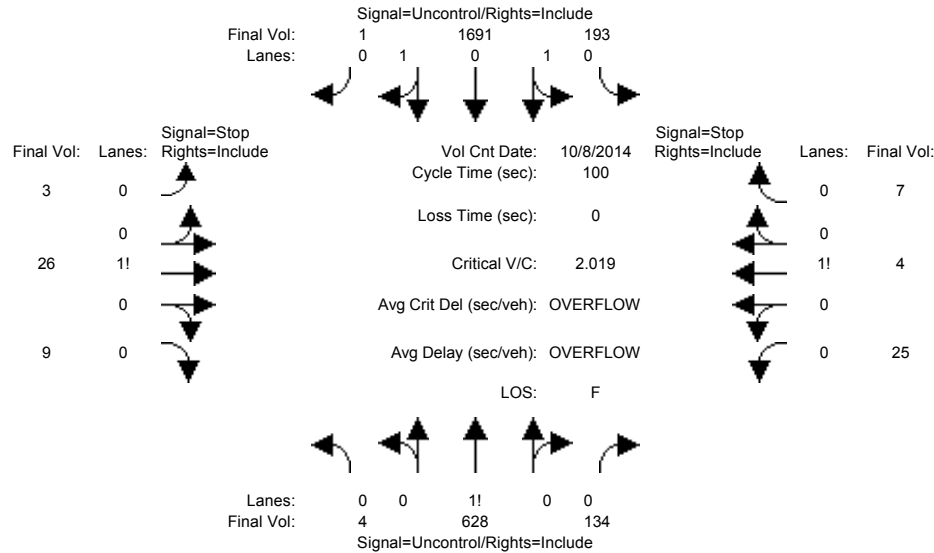 Signal=Uncontrol/Rights=Include
Final Vol: 1 1691 193
Lanes: 0 1 0 1 0
Signal=Stop Signal=Stop
Final Vol: Lanes: Rights=Include Vol Cnt Date: 10/8/2014 Rights=Include Lanes: Final Vol:
Cycle Time (sec): 100
3 0 0 7
Loss Time (sec): 0
0 0
26 1! Critical V/C: 2.019 1! 4
0 Avg Crit Del (sec/veh): OVERFLOW 0
9 0 Avg Delay (sec/veh): OVERFLOW 0 25
LOS: F
Lanes: 0 0 1! 0 0
Final Vol: 4 628 134
Signal=Uncontrol/Rights=Include